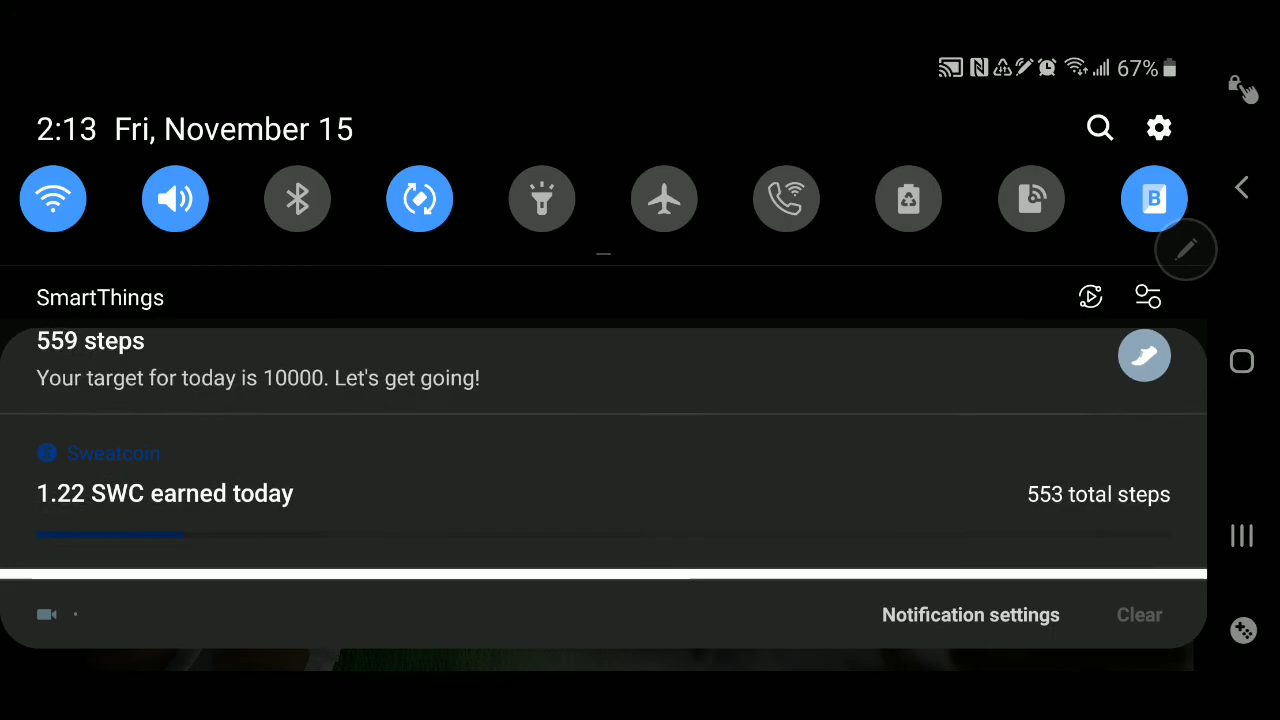 67%
2:13 Fri, November 15
B
SmartThings
559 steps
Your target for today is 10000. Let's get going!
Sweatcoin
1.22 SWC earned today
553 total steps
Notification settings
Clear